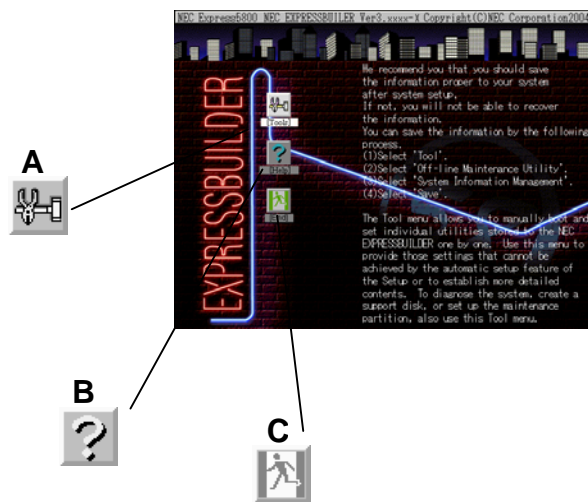 NEC Express5800 NEC EXPRESSBUILER Ver3.xxxx-X Copyright(C)NEC Corporation2004
EXPRESSBUILDER
Tools
Help
We recommend you that you should save
the information proper to your system
after system setup.
If not, you will not be able to recover
the information.
You can save the information by the following
process.
(1)Select 'Tool'.
(2)Select 'Off-line Maintenance Utility'.
(3)Select 'System Information Management'.
(4)Select 'Save'.
The Tool menu allows you to manually boot and
set individual utilities stored to the NEC
EXPRESSBUILDER one by one. Use this menu to
provide those settings that cannot be
achieved by the automatic setup feature of
the Setup or to establish more detailed
contents. To diagnose the system, create a
support disk, or set up the maintenance
partition, also use this Tool menu.
A
B
C